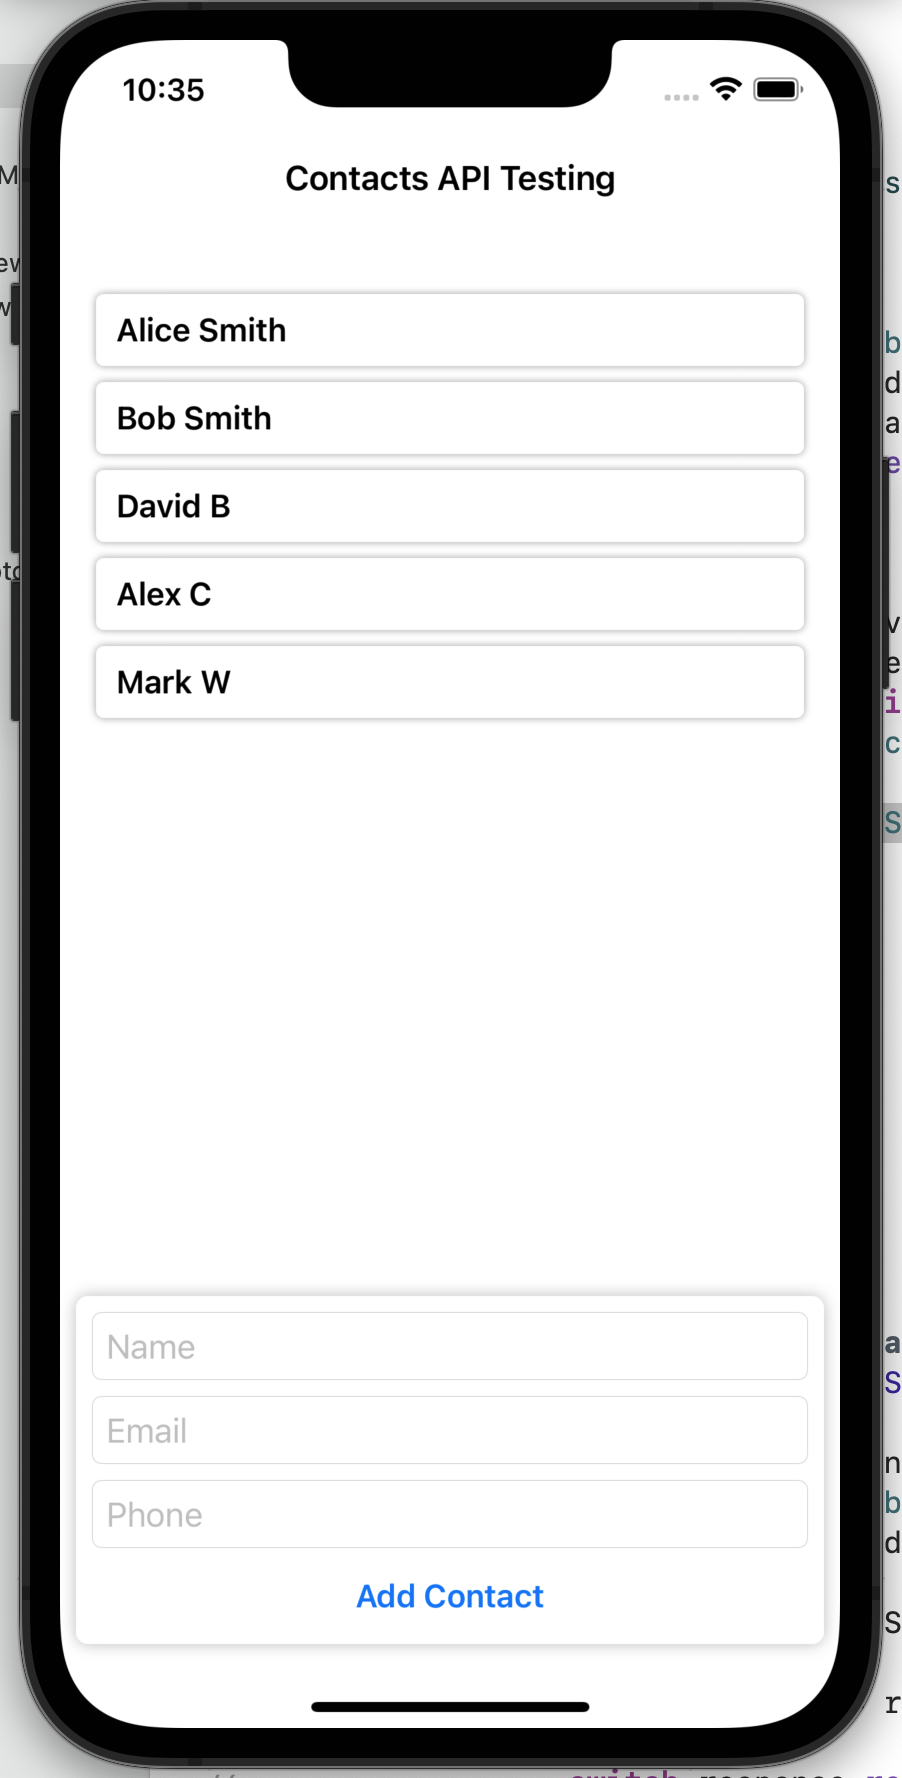 10:35
Contacts API Testing
Alice Smith
Bob Smith
David B
Alex C
Mark W
Name
Email
Phone
Add Contact